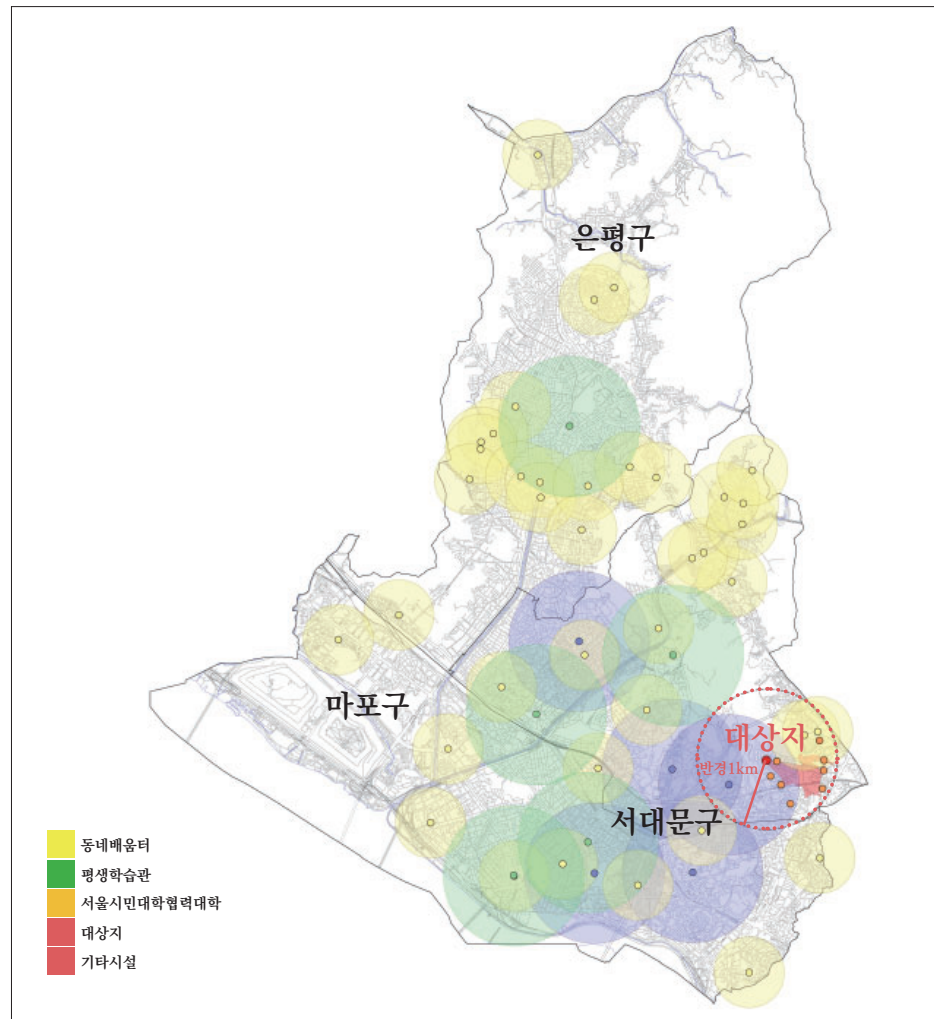 은평구
마포구
대상지
반경1km
서대문구
동네배움터
평생학습관
서울시민대학협력대학
대상지
기타시설